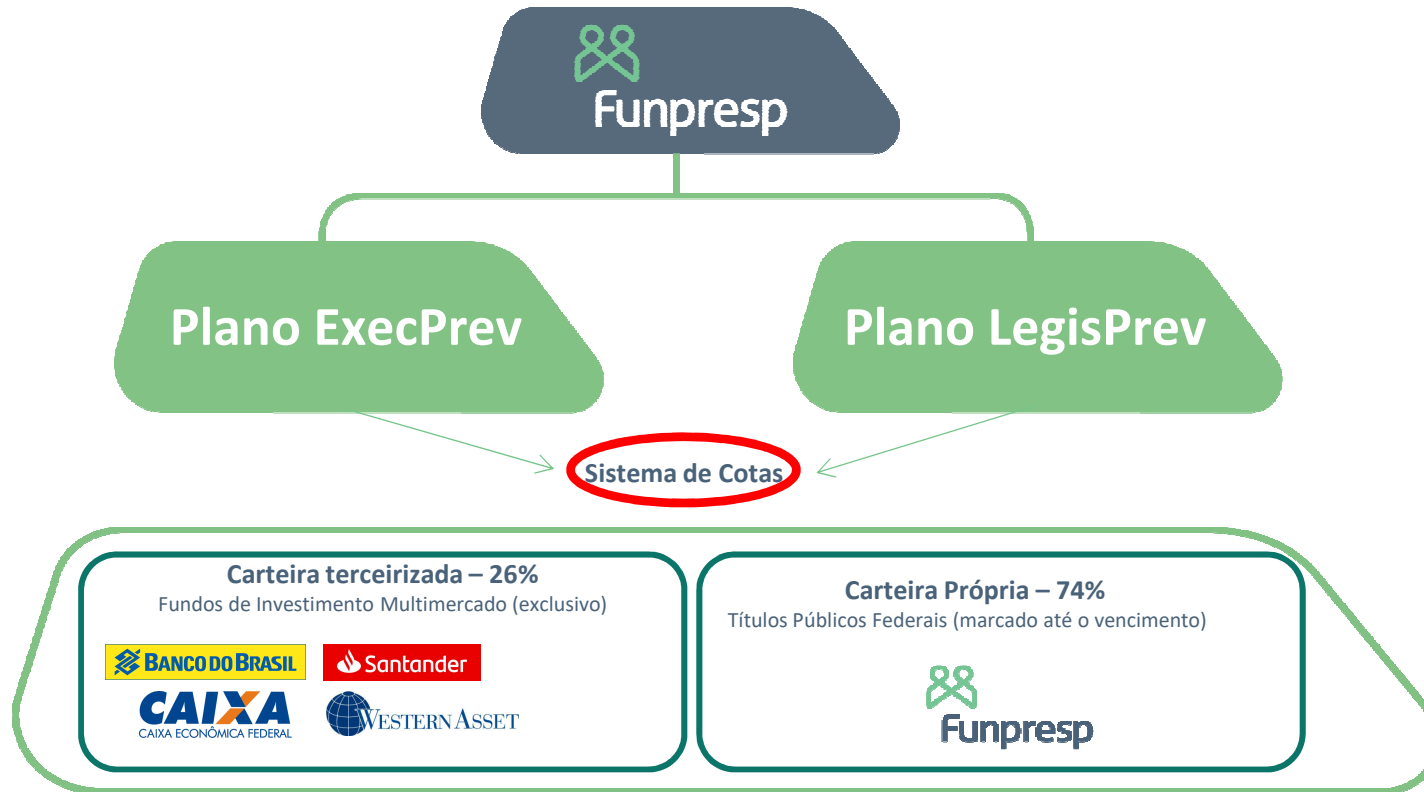 Funpresp
Plano ExecPrev
Plano LegisPrev
Sistema de Cotas
Carteira terceirizada – 26%
Fundos de Investimento Multimercado (exclusivo)
BANCO DO BRASIL
Santander
CAIXA
CAIXA ECONÔMICA FEDERAL
WESTERN ASSET
Carteira Própria – 74%
Títulos Públicos Federais (marcado até o vencimento)
Funpresp